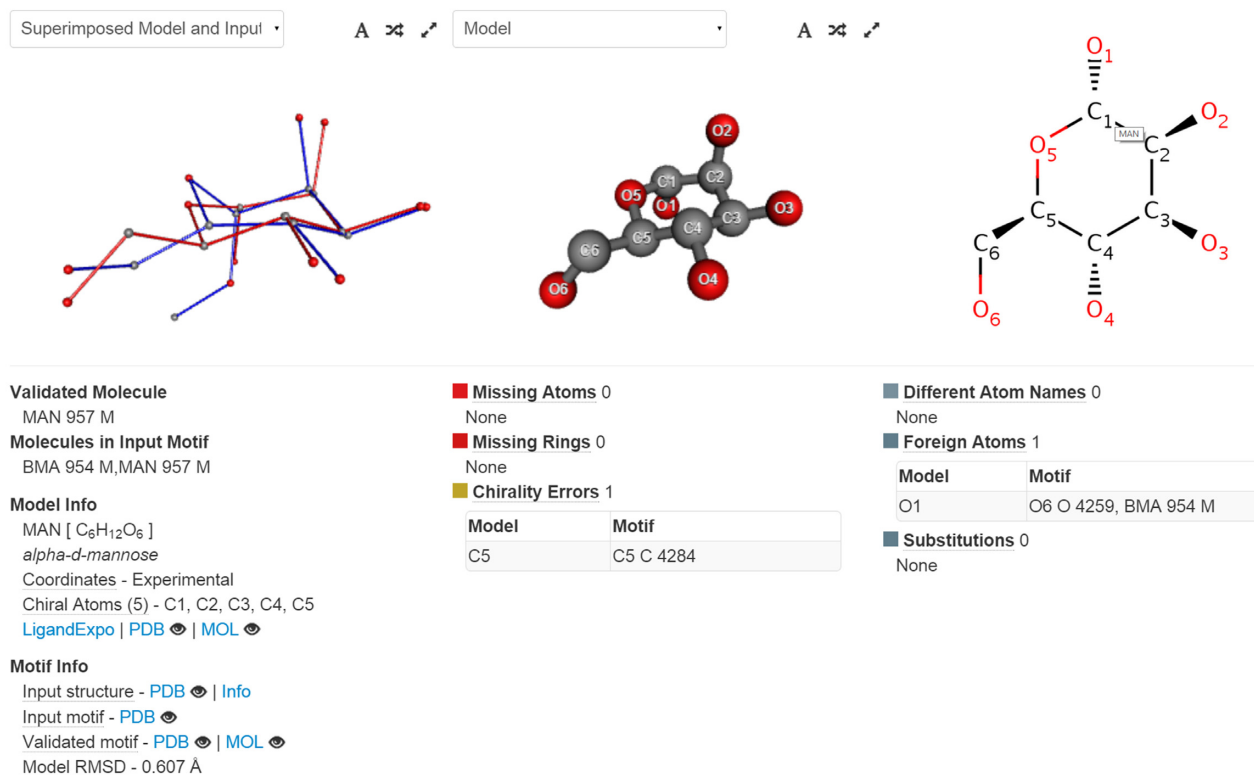 Superimposed Model and Input
A
Model
A
O1
C1
MAN
O2
C2
O5
C5
C3
C6
C4
O3
O6
O4
O2
C1
C2
O5
O1
O3
C3
C4
C5
C6
O4
O6
Validated Molecule
MAN 957 M
Molecules in Input Motif
BMA 954 M,MAN 957 M
Model Info
MAN [ C6H12O6 ]
alpha-d-mannose
Coordinates - Experimental
Chiral Atoms (5) - C1, C2, C3, C4, C5
LigandExpo | PDB | MOL
Motif Info
Input structure - PDB | Info
Input motif - PDB
Validated motif - PDB | MOL
Model RMSD - 0.607 Å
Missing Atoms 0
None
Missing Rings 0
None
Chirality Errors 1
Model Motif
C5 C5 C 4284
Different Atom Names 0
None
Foreign Atoms 1
Model Motif
O1 O6 O 4259, BMA 954 M
Substitutions 0
None